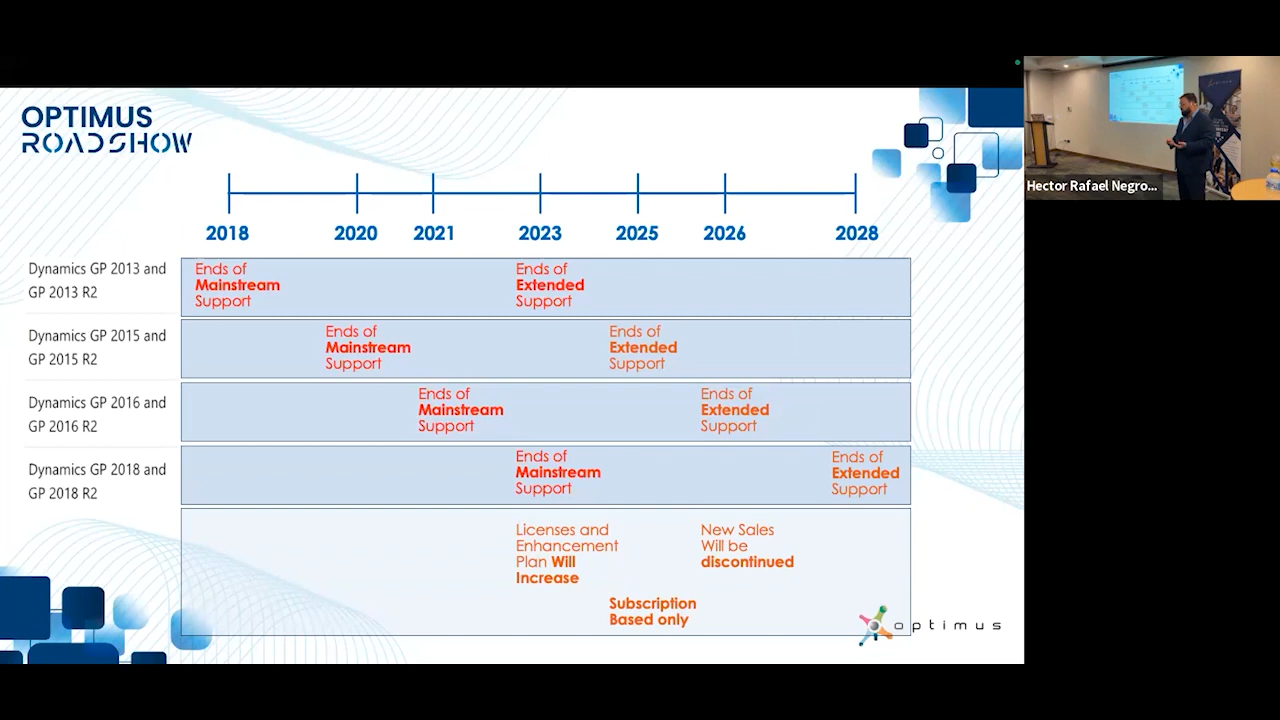 OPTIMUS
ROADSHOW
Hector Rafael Negro...
2018 2020 2021 2023 2025 2026 2028
Dynamics GP 2013 and
GP 2013 R2
Ends of
Mainstream
Support
Ends of
Extended
Support
Dynamics GP 2015 and
GP 2015 R2
Ends of
Mainstream
Support
Ends of
Extended
Support
Dynamics GP 2016 and
GP 2016 R2
Ends of
Mainstream
Support
Ends of
Extended
Support
Dynamics GP 2018 and
GP 2018 R2
Ends of
Mainstream
Support
Ends of
Extended
Support
Licenses and
Enhancement
Plan Will
Increase
Subscription
Based only
New Sales
Will be
discontinued
optimus